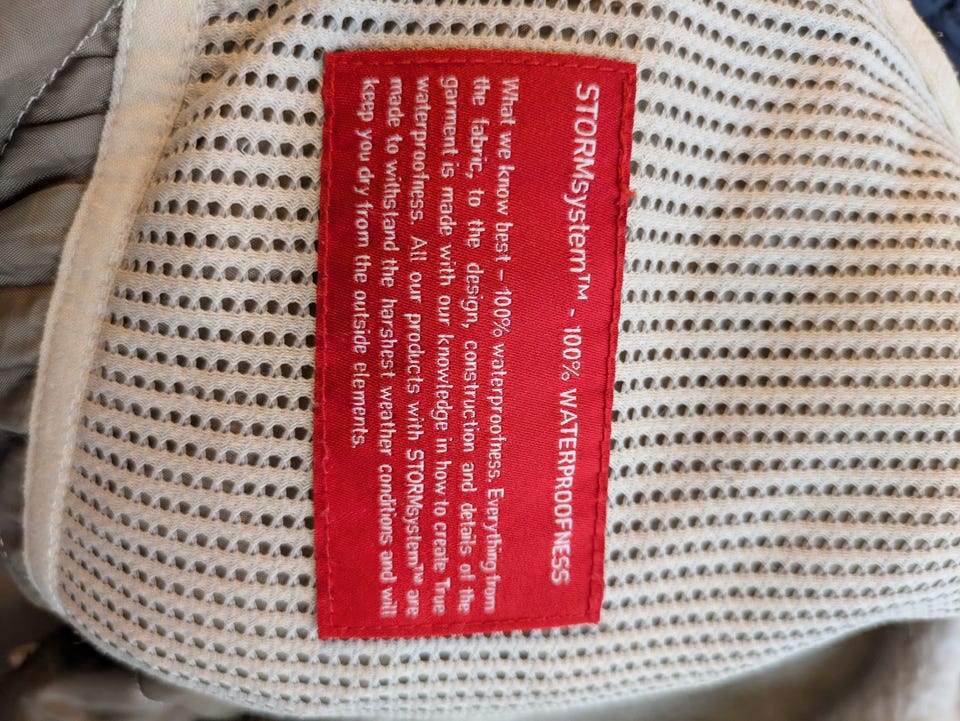 STORMsystem™ - 100% WATERPROOFNESS
What we know best – 100% waterproofness. Everything from
the fabric, to the design, construction and details of the
garment is made with our knowledge in how to create True
waterproofness. All our products with STORMsystem™ are
made to withstand the harshest weather conditions and will
keep you dry from the outside elements.